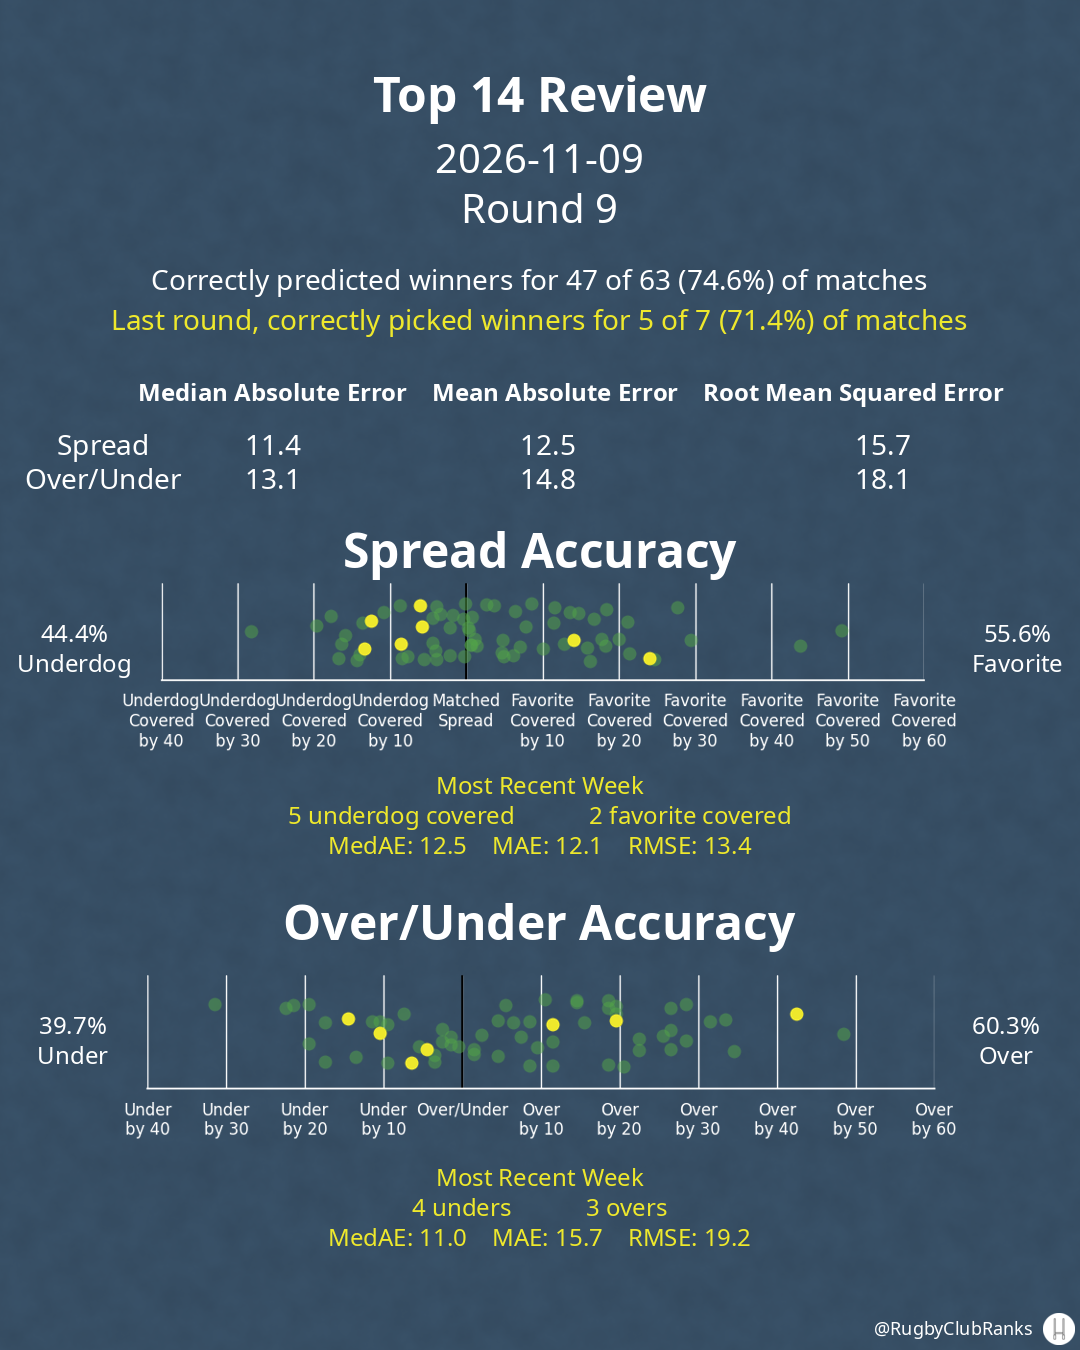 Top 14 Review
2026-11-09
Round 9
Correctly predicted winners for 47 of 63 (74.6%) of matches
Last round, correctly picked winners for 5 of 7 (71.4%) of matches
Median Absolute Error Mean Absolute Error Root Mean Squared Error
Spread 11.4 12.5 15.7
Over/Under 13.1 14.8 18.1
Spread Accuracy
44.4%
Underdog
55.6%
Favorite
Underdog Underdog Underdog Underdog Matched Favorite Favorite Favorite Favorite Favorite Favorite
Covered Covered Covered Covered Spread Covered Covered Covered Covered Covered Covered
by 40 by 30 by 20 by 10 by 10 by 20 by 30 by 40 by 50 by 60
Most Recent Week
5 underdog covered 2 favorite covered
MedAE: 12.5 MAE: 12.1 RMSE: 13.4
Over/Under Accuracy
39.7%
Under
60.3%
Over
Under Under Under Under Over/Under Over Over Over Over Over Over
by 40 by 30 by 20 by 10 by 10 by 20 by 30 by 40 by 50 by 60
Most Recent Week
4 unders 3 overs
MedAE: 11.0 MAE: 15.7 RMSE: 19.2
@RugbyClubRanks